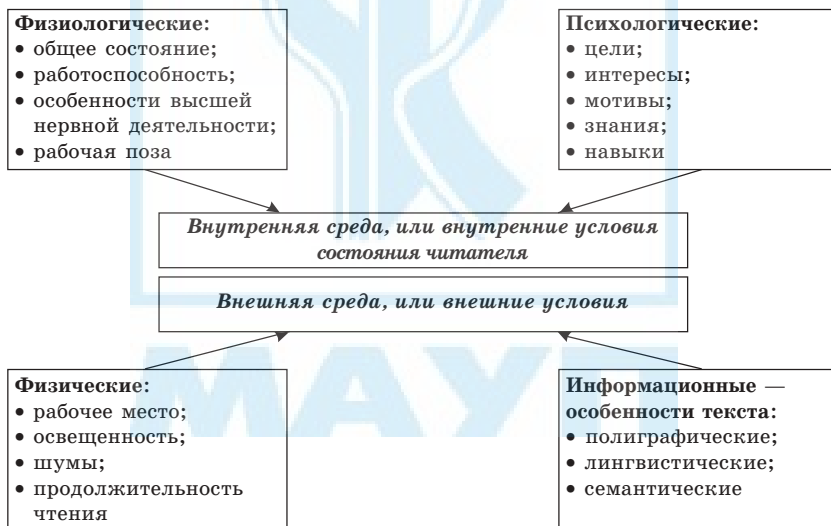 Физиологические:
• общее состояние;
• работоспособность;
• особенности высшей
нервной деятельности;
• рабочая поза
Психологические:
• цели;
• интересы;
• мотивы;
• знания;
• навыки
Внутренняя среда, или внутренние условия
состояния читателя
Внешняя среда, или внешние условия
МАУП
Физические:
• рабочее место;
• освещенность;
• шумы;
• продолжительность
чтения
Информационные —
особенности текста:
• полиграфические;
• лингвистические;
• семантические